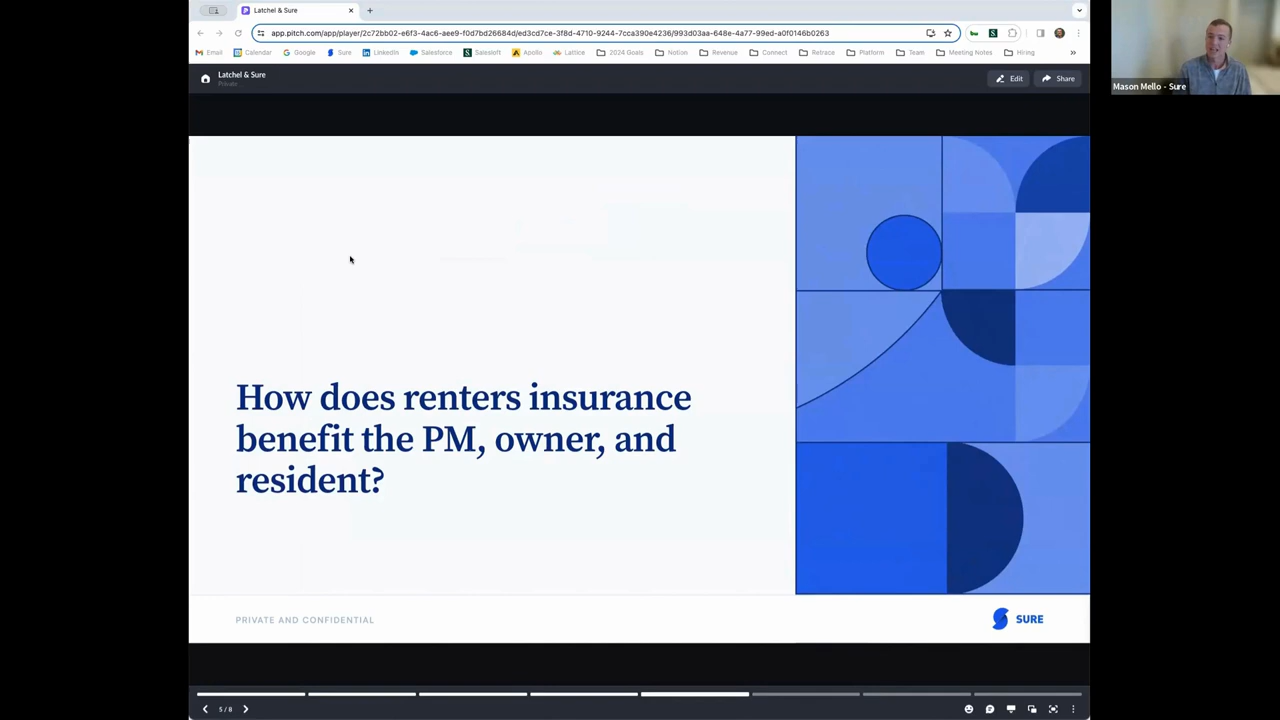 Latchel & Sure
app.pitch.com/app/player/2c72bb02-e6f3-4ac6-aee9-f0d7bd26684d/ed3cd7ce-3f8d-4710-9244-7cca390e4236/993d03aa-648e-4a77-99ed-a0f0146b0263
Email Calendar Google Sure LinkedIn Salesforce Salesloft Apollo Lattice 2024 Goals Notion Revenue Connect Retrace Platform Team Meeting Notes Hiring
Latchel & Sure
Private
Edit Share
Mason Mello - Sure
How does renters insurance
benefit the PM, owner, and
resident?
PRIVATE AND CONFIDENTIAL
SURE
5 / 8